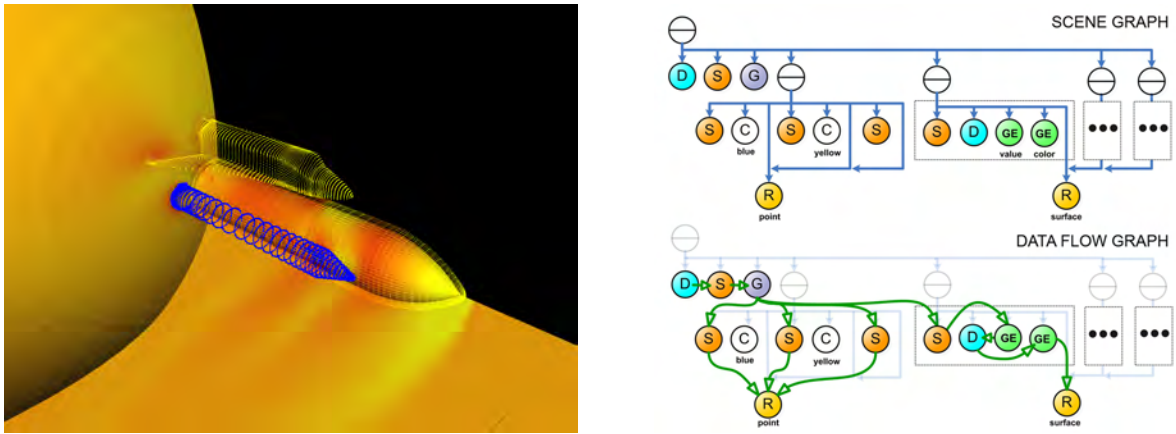 SCENE GRAPH
D S G
S C S C S S D GE GE
blue yellow value color
R R
point surface
DATA FLOW GRAPH
D S G
S C S C S S D GE GE
blue yellow
R R
point surface